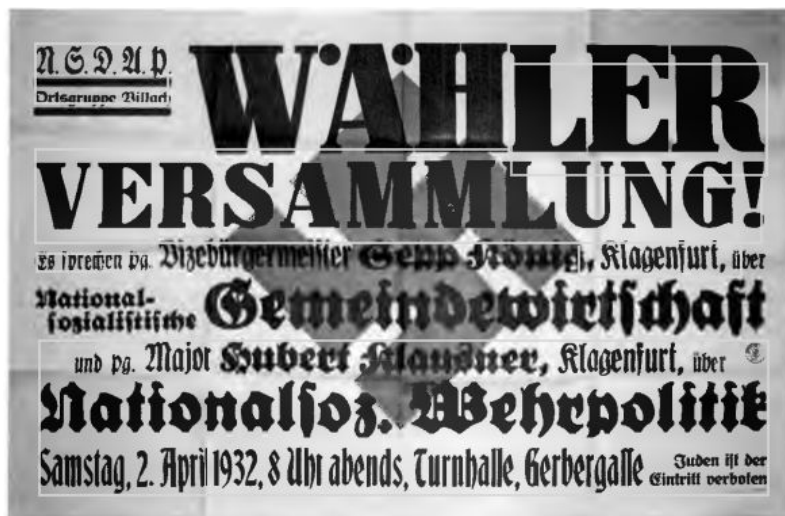 N. S. D. A. P.
Ortsgruppe Villach
WÄHLER
VERSAMMLUNG!
Es sprechen Pg. Vizebürgermeister Sepp König, Klagenfurt, über
National-
sozialistische Gemeindewirtschaft
und Pg. Major Hubert Klausner, Klagenfurt, über
Nationalsoz. Wehrpolitik
Samstag, 2. April 1932, 8 Uhr abends, Turnhalle, Gerbergasse
Juden ist der
Eintritt verboten